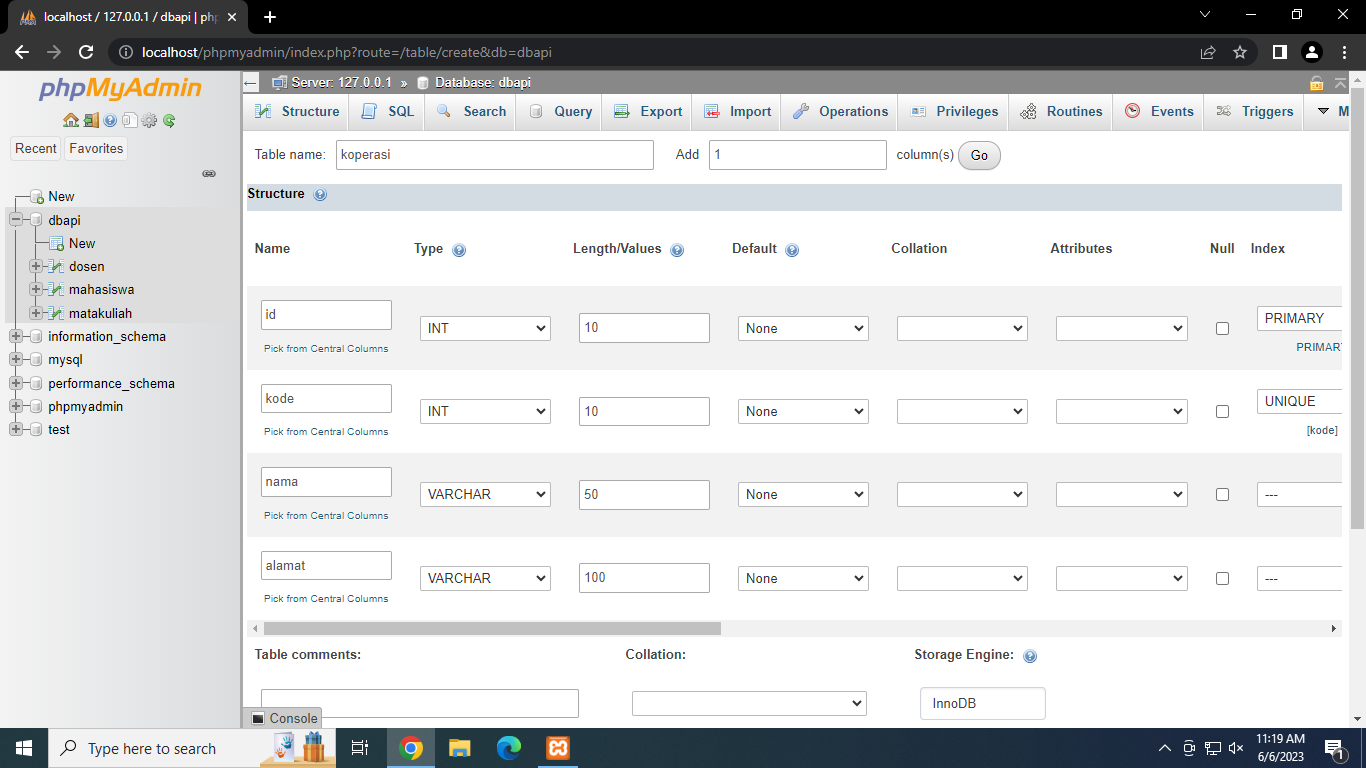 localhost / 127.0.0.1 / dbapi | php
localhost/phpmyadmin/index.php?route=/table/create&db=dbapi
phpMyAdmin
Recent Favorites
New
dbapi
New
dosen
mahasiswa
matakuliah
information_schema
mysql
performance_schema
phpmyadmin
test
Server: 127.0.0.1 » Database: dbapi
Structure SQL Search Query Export Import Operations Privileges Routines Events Triggers M
Table name: koperasi Add 1 column(s) Go
Structure
Name Type Length/Values Default Collation Attributes Null Index
id INT 10 None PRIMARY
Pick from Central Columns PRIMAR
kode INT 10 None UNIQUE
Pick from Central Columns [kode]
nama VARCHAR 50 None ---
Pick from Central Columns
alamat VARCHAR 100 None ---
Pick from Central Columns
Table comments: Collation: Storage Engine:
InnoDB
Console
Type here to search
11:19 AM
6/6/2023
1